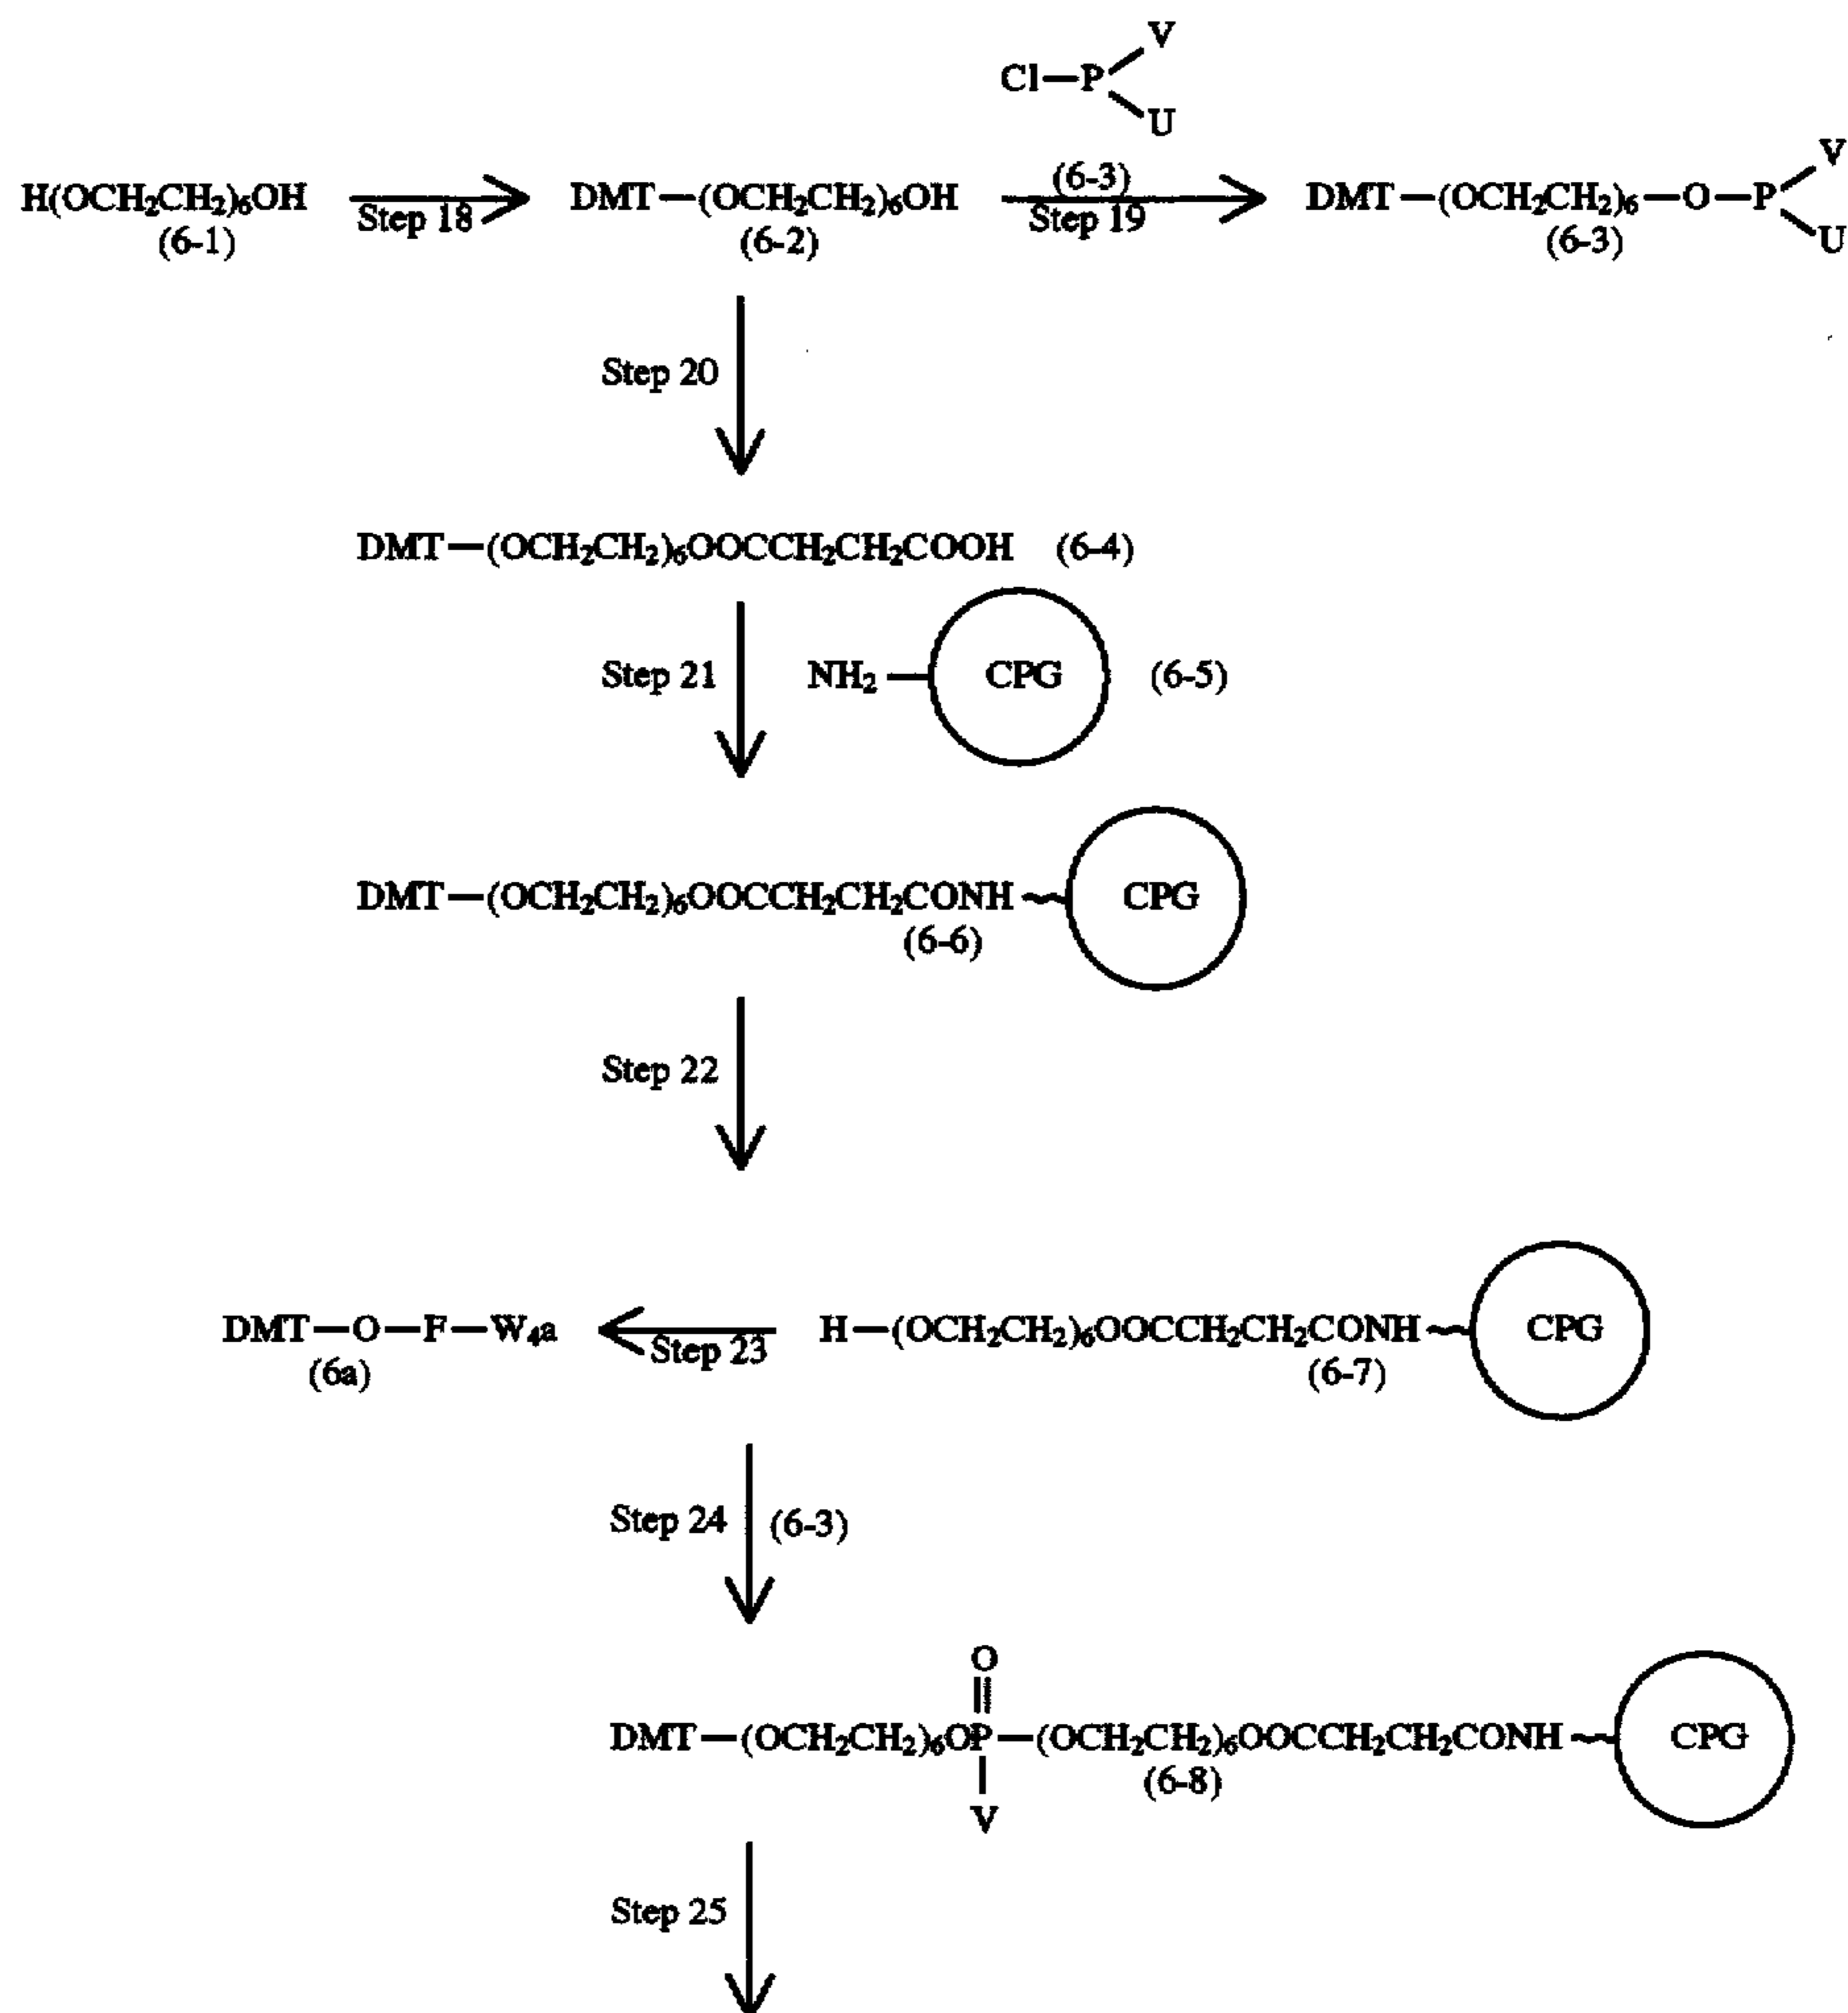 V
Cl—P
U
(6-3)
H(OCH₂CH₂)₆OH
Step 18
DMT—(OCH₂CH₂)₆OH
Step 19
DMT—(OCH₂CH₂)₆—O—P
V
U
(6-1)
(6-2)
(6-3)
Step 20
DMT—(OCH₂CH₂)₆OOCCH₂CH₂COOH (6-4)
Step 21
NH₂—
CPG
(6-5)
DMT—(OCH₂CH₂)₆OOCCH₂CH₂CONH
CPG
(6-6)
Step 22
DMT—O—F—W₄a
(6a)
Step 23
H—(OCH₂CH₂)₆OOCCH₂CH₂CONH
CPG
(6-7)
Step 24
(6-3)
O
DMT—(OCH₂CH₂)₆OP—(OCH₂CH₂)₆OOCCH₂CH₂CONH
CPG
(6-8)
V
Step 25